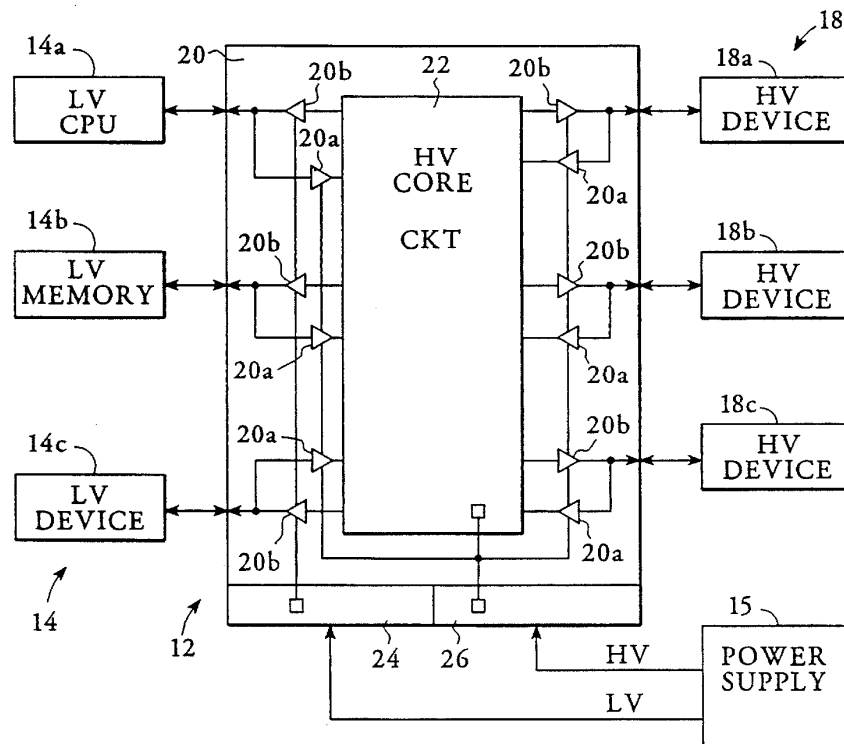 18
14a
20
20b
22
20b
18a
LV
CPU
HV
DEVICE
20a
HV
CORE
CKT
20a
14b
18b
20b
20b
LV
MEMORY
HV
DEVICE
20a
20a
18c
14c
20a
20b
HV
DEVICE
LV
DEVICE
20b
20a
14
12
24
26
15
HV
LV
POWER
SUPPLY